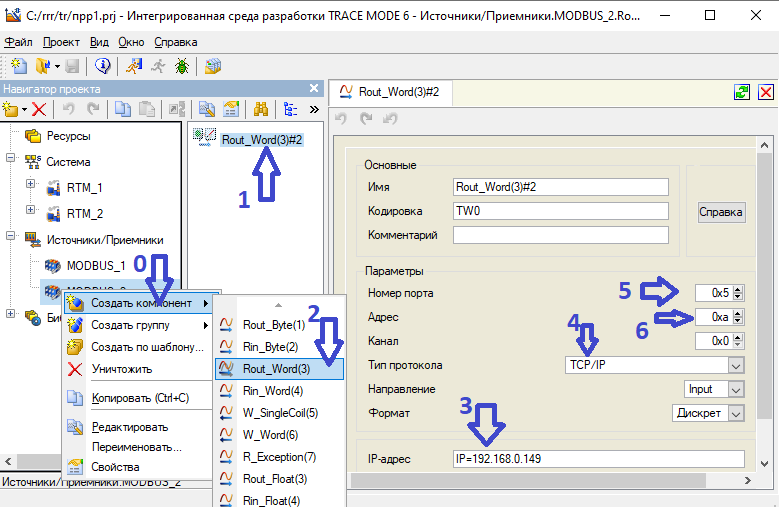 C:/rrr/tr/npp1.prj - Интегрированная среда разработки TRACE MODE 6 - Источники/Приемники.MODBUS_2.Ro...
Файл Проект Вид Окно Справка
Навигатор проекта
Ресурсы
Система
RTM_1
RTM_2
Источники/Приемники
MODBUS_1
Rout_Word(3)#2
1
0
Создать компонент
Создать группу
Создать по шаблону...
Уничтожить
Копировать (Ctrl+C)
Редактировать
Переименовать...
Свойства
2
Rout_Byte(1)
Rin_Byte(2)
Rout_Word(3)
Rin_Word(4)
W_SingleCoil(5)
W_Word(6)
R_Exception(7)
Rout_Float(3)
Rin_Float(4)
Источники/Приемники.MODBUS_2
Rout_Word(3)#2
Основные
Имя Rout_Word(3)#2
Кодировка TW0
Комментарий
Справка
Параметры
Номер порта 5 0x5
Адрес 6 0xa
Канал 0x0
4
Тип протокола TCP/IP
Направление Input
Формат Дискрет
3
IP-адрес IP=192.168.0.149